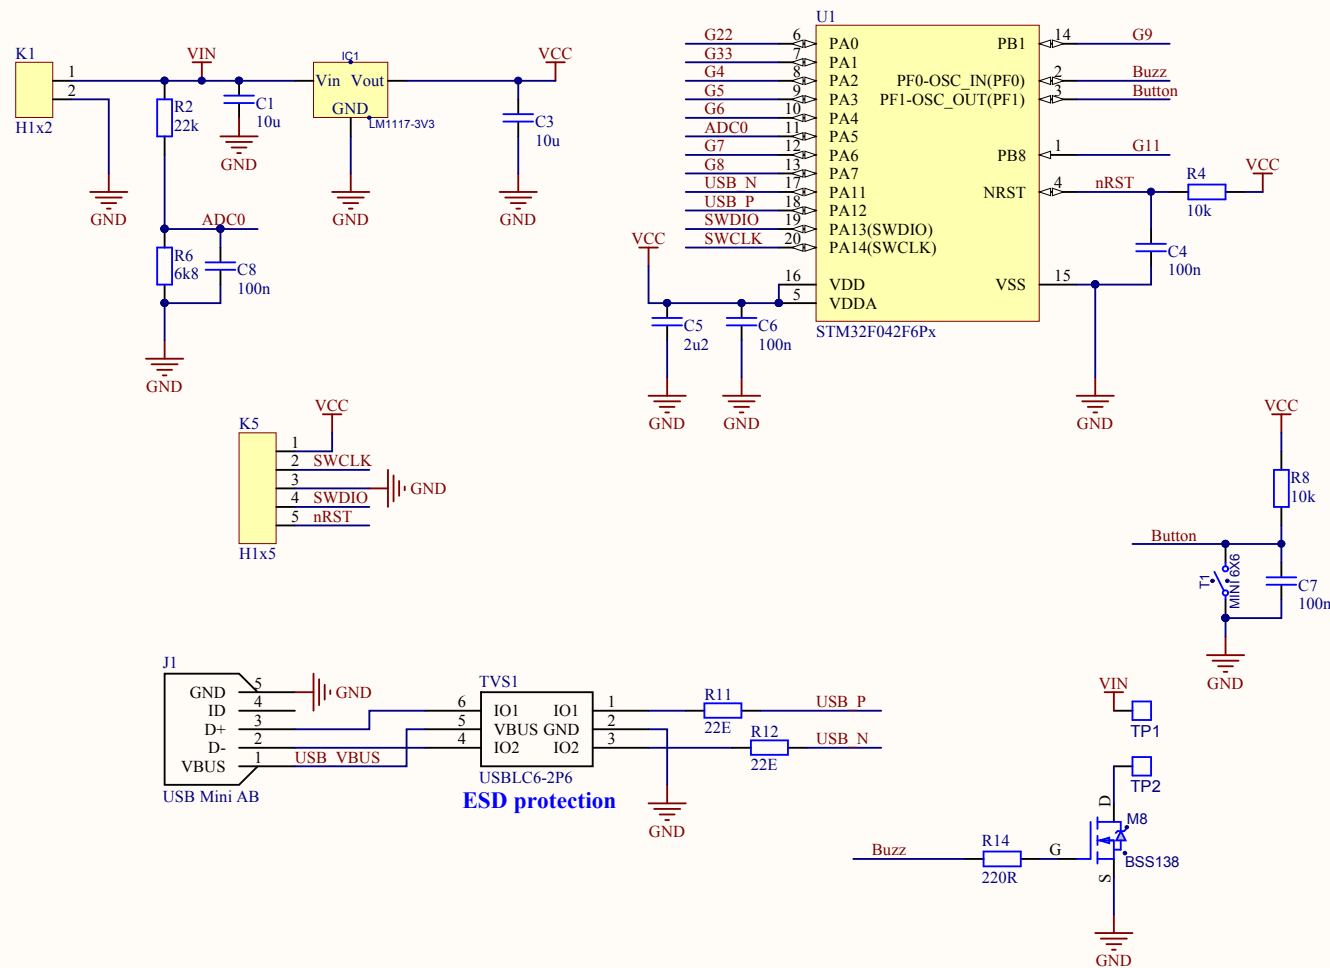 K1
1
2
H1x2
VIN
R2
22k
C1
10u
GND
GND
IC1
Vin Vout
GND
LM1117-3V3
GND
VCC
C3
10u
GND
ADC0
R6
6k8
C8
100n
GND
U1
G22 6 PA0
G33 7 PA1
G4 8 PA2
G5 9 PA3
G6 10 PA4
ADC0 11 PA5
G7 12 PA6
G8 13 PA7
USB_N 17 PA11
USB_P 18 PA12
SWDIO 19 PA13(SWDIO)
SWCLK 20 PA14(SWCLK)
16 VDD
5 VDDA
PB1 14 G9
PF0-OSC_IN(PF0) 2 Buzz
PF1-OSC_OUT(PF1) 3 Button
PB8 1 G11
NRST 4 nRST
VSS 15
STM32F042F6Px
R4
10k
VCC
C4
100n
GND
VCC
C5
2u2
GND
C6
100n
GND
K5
VCC
1
2 SWCLK
3
GND
4 SWDIO
5 nRST
H1x5
VCC
R8
10k
Button
T1
MINI 6X6
C7
100n
GND
J1
GND 5
GND
ID 4
D+ 3
D- 2
VBUS 1
USB_VBUS
USB Mini AB
TVS1
6 IO1 IO1 1
5 VBUS GND 2
4 IO2 IO2 3
USBLC6-2P6
ESD protection
R11
22E
USB_P
R12
22E
USB_N
GND
VIN
TP1
TP2
D
M8
BSS138
G
S
Buzz
R14
220R
GND